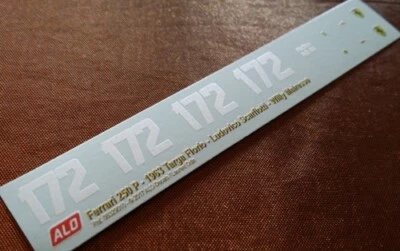 172 172 172 172
Ferrari 250 P - 1963 Targa Florio - Ludovico Scarfiotti - Willy Mairesse
ALO